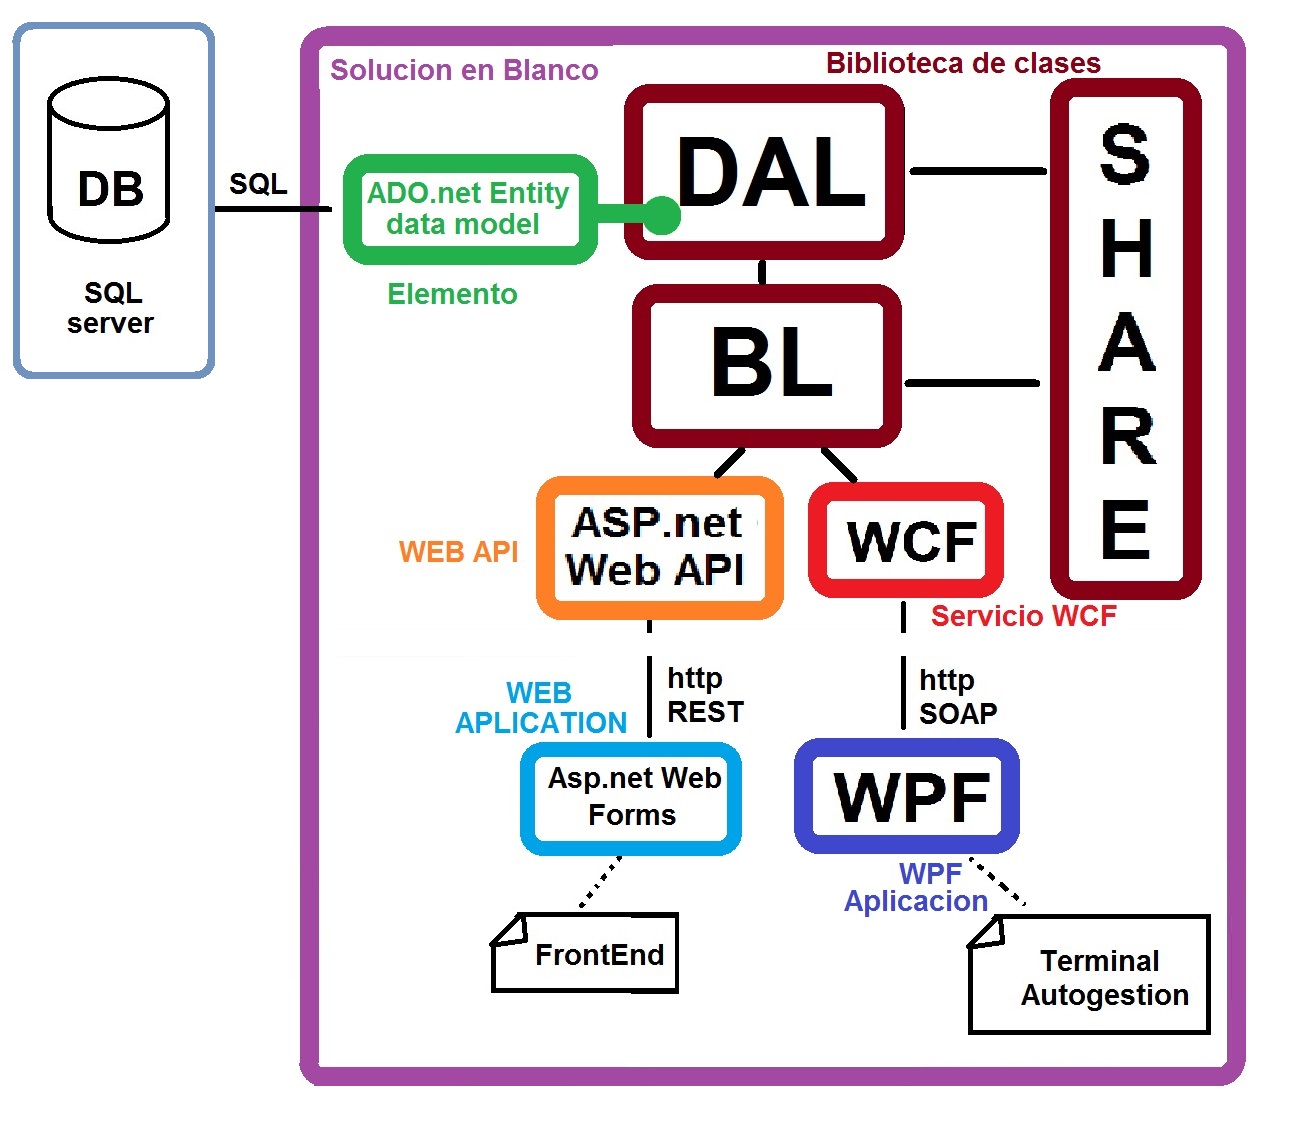 Solucion en Blanco
Biblioteca de clases
DB
SQL
server
SQL
ADO.net Entity
data model
Elemento
DAL
BL
S
H
A
R
E
WEB API
ASP.net
Web API
WCF
Servicio WCF
http
REST
http
SOAP
WEB
APLICATION
Asp.net Web
Forms
WPF
WPF
Aplicacion
FrontEnd
Terminal
Autogestion